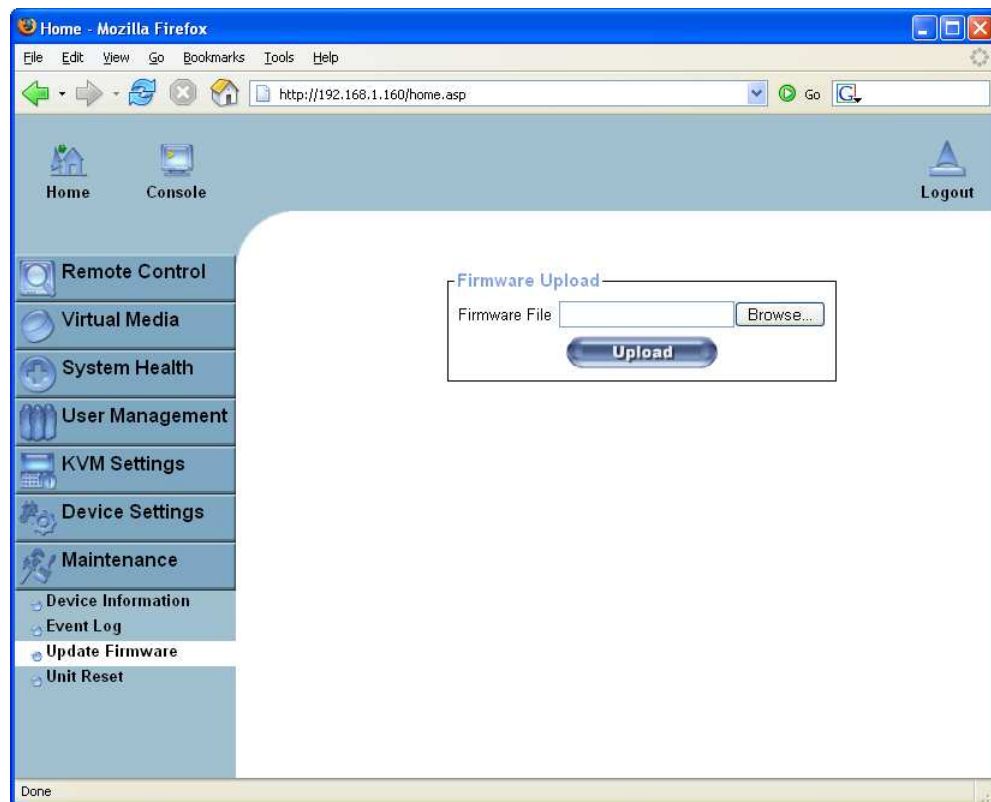 Home - Mozilla Firefox
File Edit View Go Bookmarks Tools Help
http://192.168.1.160/home.asp Go G
Home Console Logout
Remote Control
Virtual Media
System Health
User Management
KVM Settings
Device Settings
Maintenance
Device Information
Event Log
Update Firmware
Unit Reset
Firmware Upload
Firmware File Browse...
Upload
Done